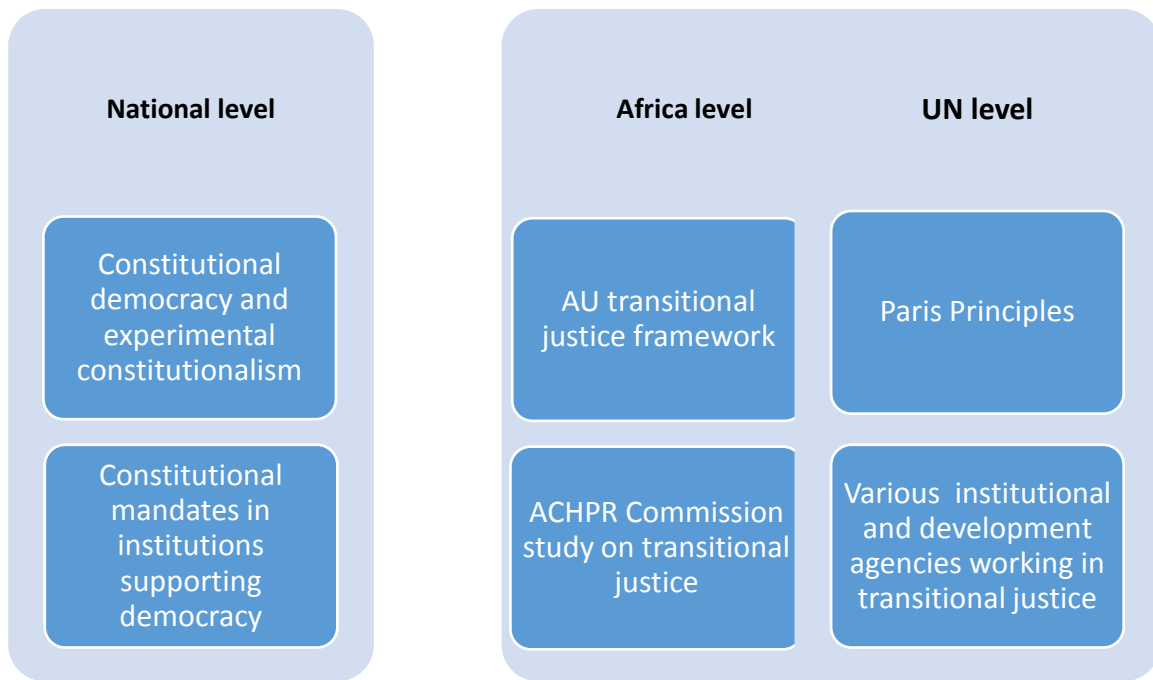 National level
Constitutional
democracy and
experimental
constitutionalism
Constitutional
mandates in
institutions
supporting
democracy
Africa level
AU transitional
justice framework
ACHPR Commission
study on transitional
justice
UN level
Paris Principles
Various  institutional
and development
agencies working in
transitional justice